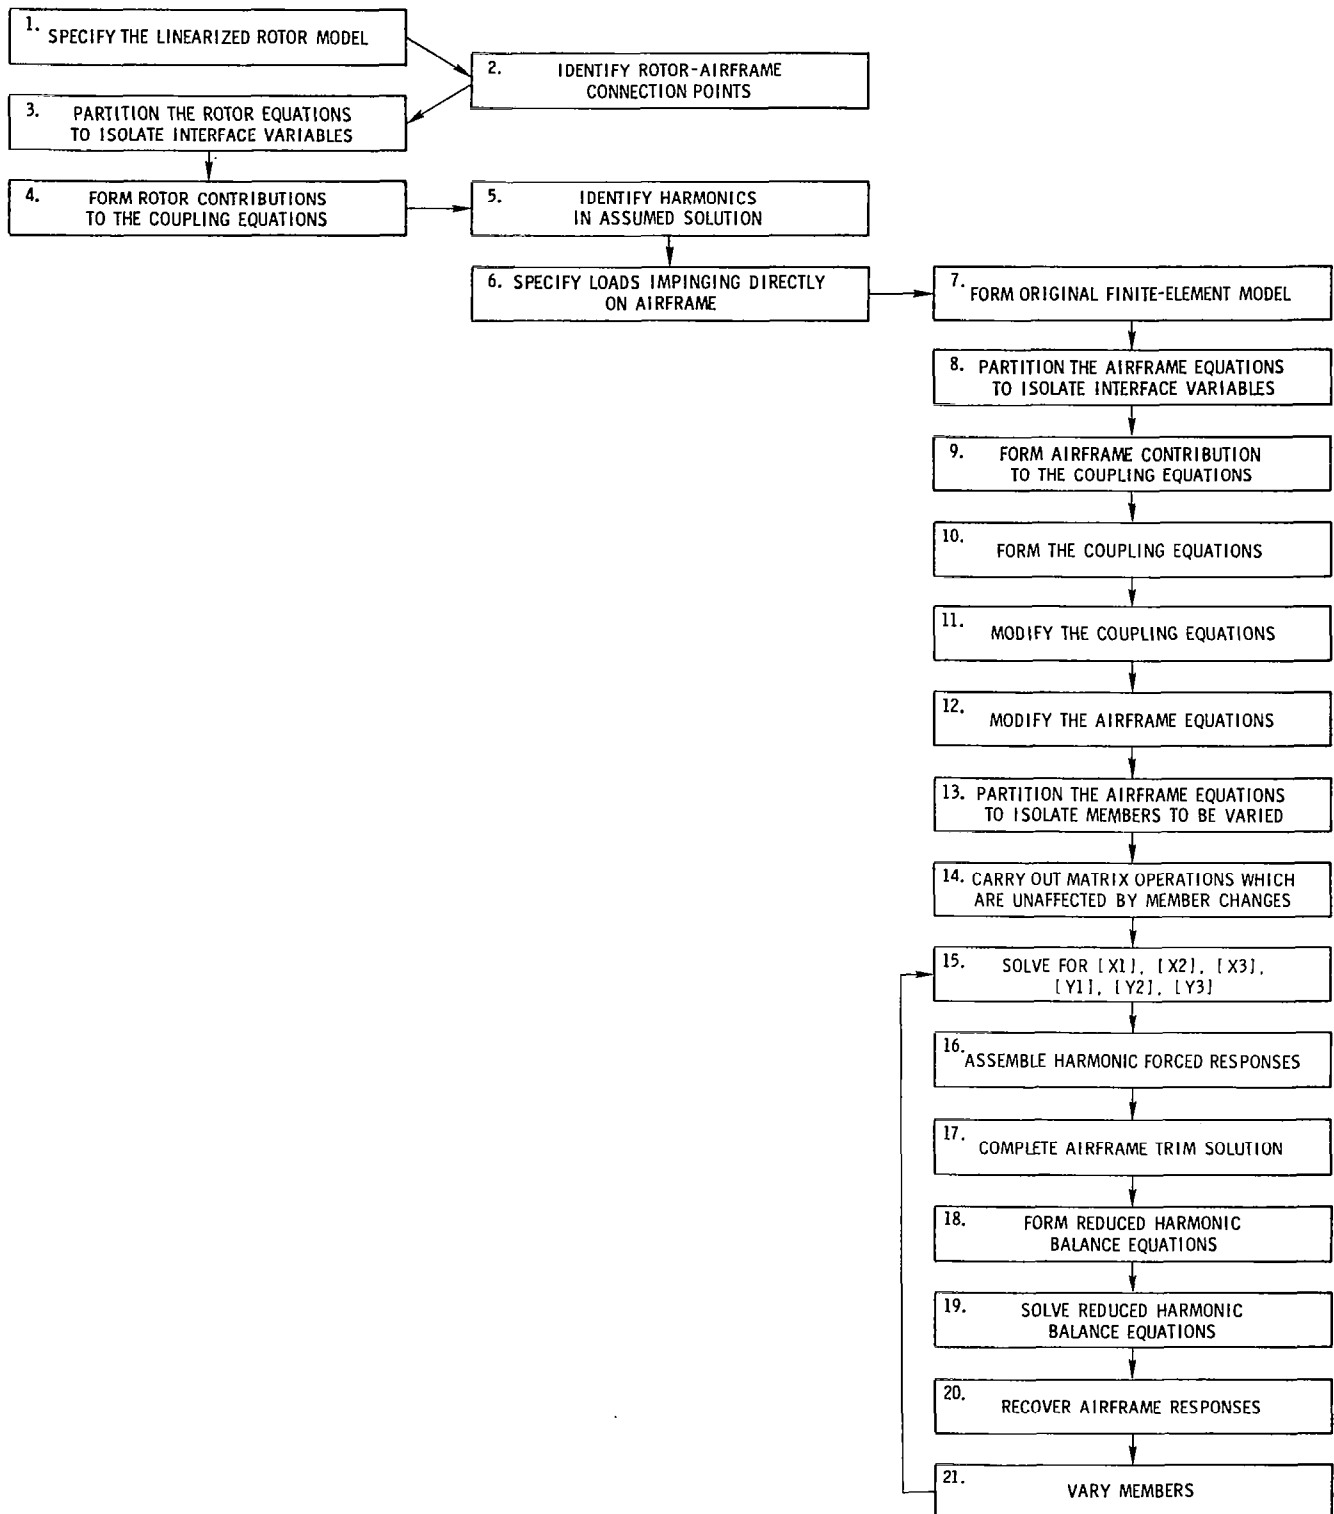 1. SPECIFY THE LINEARIZED ROTOR MODEL
2. IDENTIFY ROTOR-AIRFRAME
CONNECTION POINTS
3. PARTITION THE ROTOR EQUATIONS
TO ISOLATE INTERFACE VARIABLES
4. FORM ROTOR CONTRIBUTIONS
TO THE COUPLING EQUATIONS
5. IDENTIFY HARMONICS
IN ASSUMED SOLUTION
6. SPECIFY LOADS IMPINGING DIRECTLY
ON AIRFRAME
7. FORM ORIGINAL FINITE-ELEMENT MODEL
8. PARTITION THE AIRFRAME EQUATIONS
TO ISOLATE INTERFACE VARIABLES
9. FORM AIRFRAME CONTRIBUTION
TO THE COUPLING EQUATIONS
10. FORM THE COUPLING EQUATIONS
11. MODIFY THE COUPLING EQUATIONS
12. MODIFY THE AIRFRAME EQUATIONS
13. PARTITION THE AIRFRAME EQUATIONS
TO ISOLATE MEMBERS TO BE VARIED
14. CARRY OUT MATRIX OPERATIONS WHICH
ARE UNAFFECTED BY MEMBER CHANGES
15. SOLVE FOR [X1], [X2], [X3],
[Y1], [Y2], [Y3]
16. ASSEMBLE HARMONIC FORCED RESPONSES
17. COMPLETE AIRFRAME TRIM SOLUTION
18. FORM REDUCED HARMONIC
BALANCE EQUATIONS
19. SOLVE REDUCED HARMONIC
BALANCE EQUATIONS
20. RECOVER AIRFRAME RESPONSES
21. VARY MEMBERS